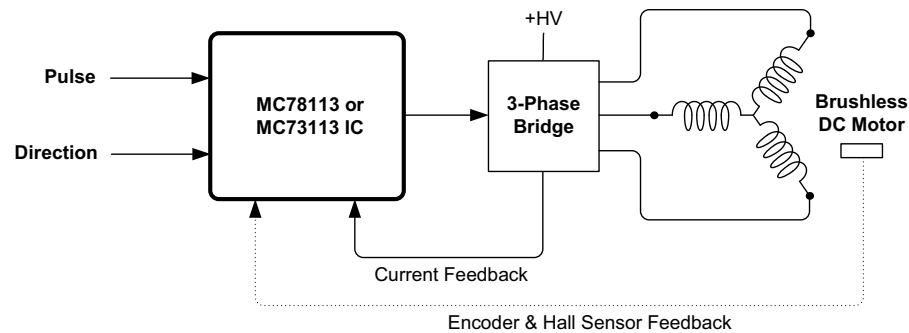 +HV
Pulse
Direction
MC78113 or
MC73113 IC
3-Phase
Bridge
Brushless
DC Motor
Current Feedback
Encoder & Hall Sensor Feedback